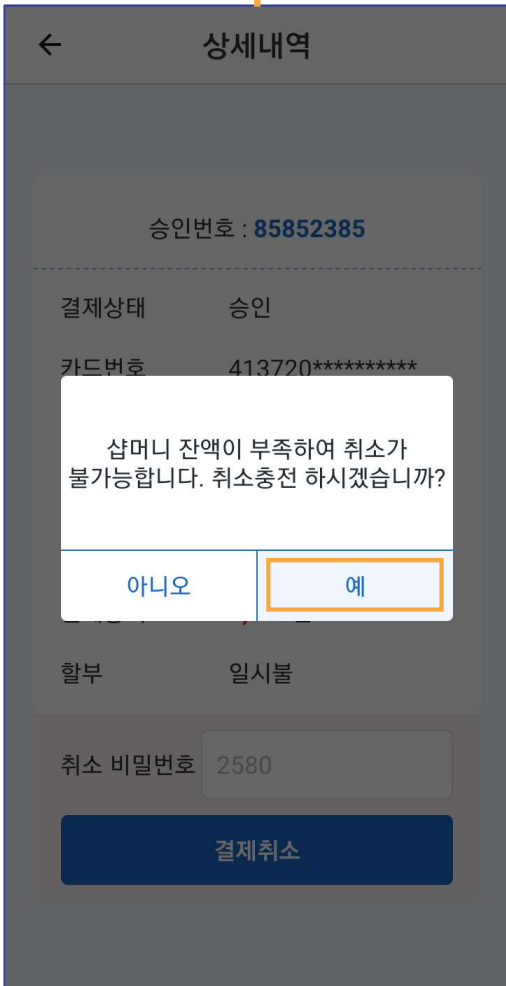 상세내역
승인번호 : 85852385
결제상태 승인
카드번호 413720**********
샵머니 잔액이 부족하여 취소가
불가능합니다. 취소충전 하시겠습니까?
아니오 예
할부 일시불
취소 비밀번호 2580
결제취소